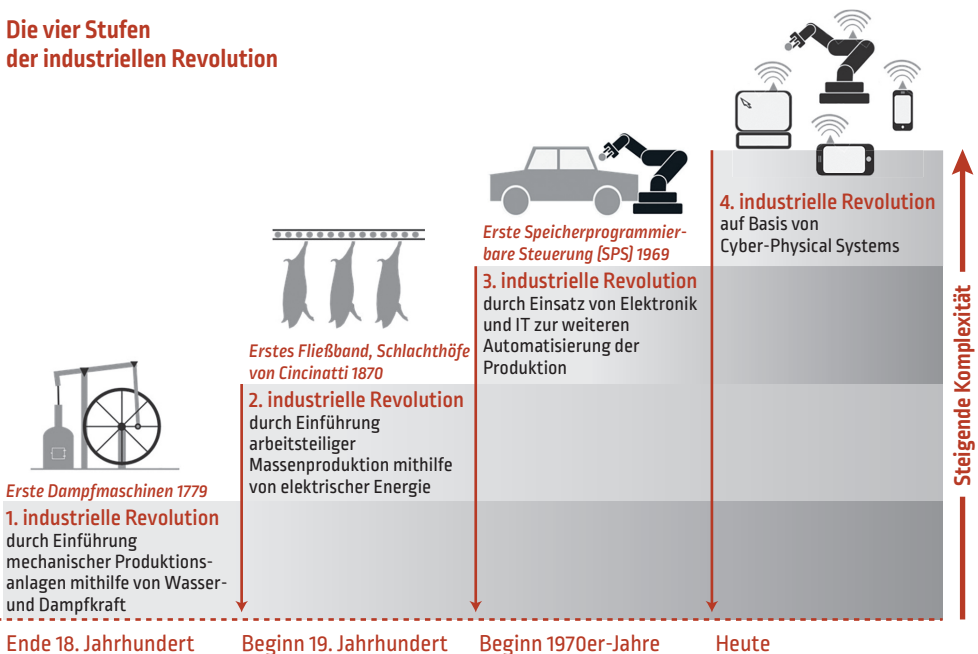 Die vier Stufen
der industriellen Revolution
Erste Dampfmaschinen 1779
1. industrielle Revolution
durch Einführung
mechanischer Produktions-
anlagen mithilfe von Wasser-
und Dampfkraft
Ende 18. Jahrhundert
Erstes Fließband, Schlachthöfe
von Cincinatti 1870
2. industrielle Revolution
durch Einführung
arbeitsteiliger
Massenproduktion mithilfe
von elektrischer Energie
Beginn 19. Jahrhundert
Erste Speicherprogrammier-
bare Steuerung (SPS) 1969
3. industrielle Revolution
durch Einsatz von Elektronik
und IT zur weiteren
Automatisierung der
Produktion
Beginn 1970er-Jahre
4. industrielle Revolution
auf Basis von
Cyber-Physical Systems
Heute
Steigende Komplexität